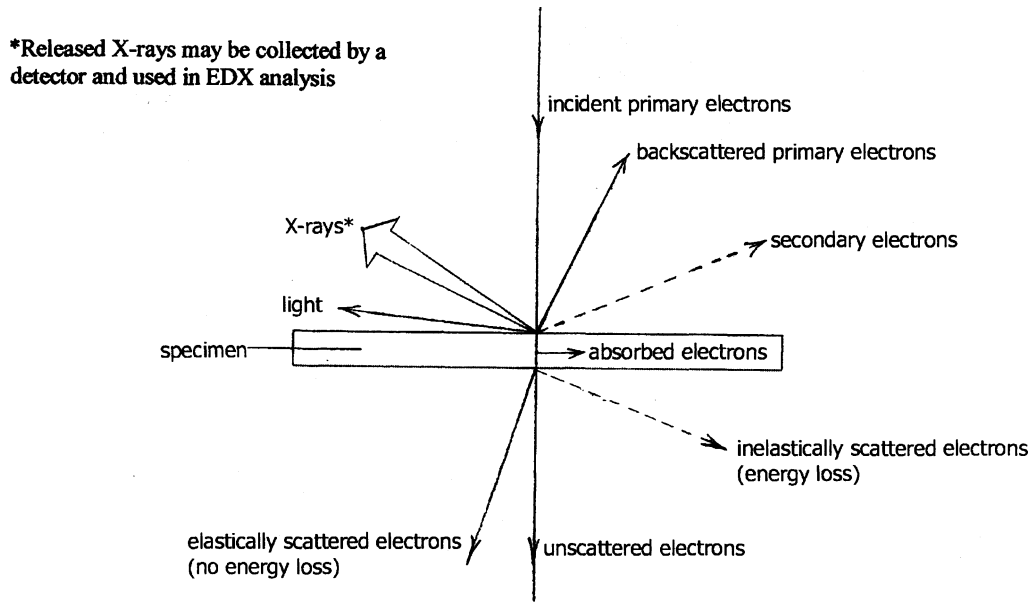 *Released X-rays may be collected by a
detector and used in EDX analysis
incident primary electrons
backscattered primary electrons
X-rays*
secondary electrons
light
specimen
absorbed electrons
inelastically scattered electrons
(energy loss)
elastically scattered electrons
(no energy loss)
unscattered electrons